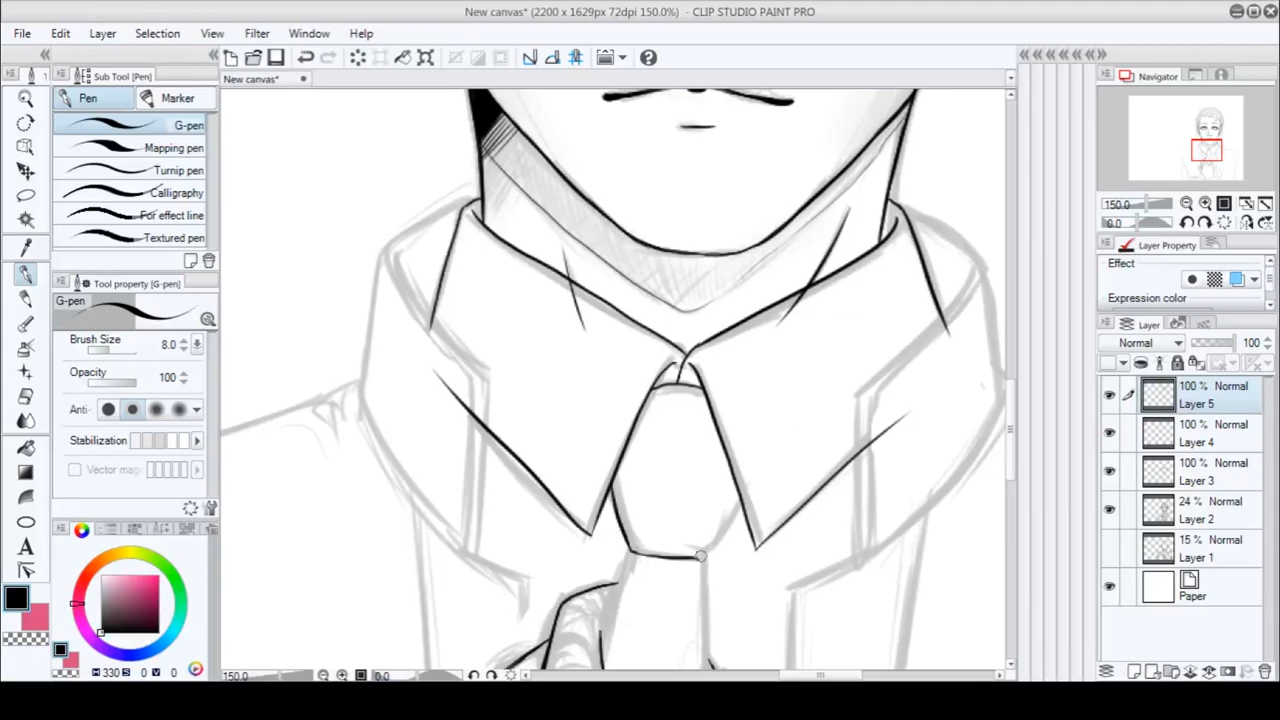 New canvas* (2200 x 1629px 72dpi 150.0%) - CLIP STUDIO PAINT PRO
File Edit Layer Selection View Filter Window Help
Sub Tool [Pen]
New canvas*
Navigator
Pen
Marker
G-pen
Mapping pen
Turnip pen
Calligraphy
For effect line
Textured pen
Tool property [G-pen]
G-pen
Brush Size 8.0
Opacity 100
Anti-
Stabilization
Vector mag
150.0
0.0
Layer Property
Effect
Expression color
Layer
Normal 100
100 % Normal
Layer 5
100 % Normal
Layer 4
100 % Normal
Layer 3
24 % Normal
Layer 2
15 % Normal
Layer 1
Paper
H 330 S 0 V 0
150.0 0.0